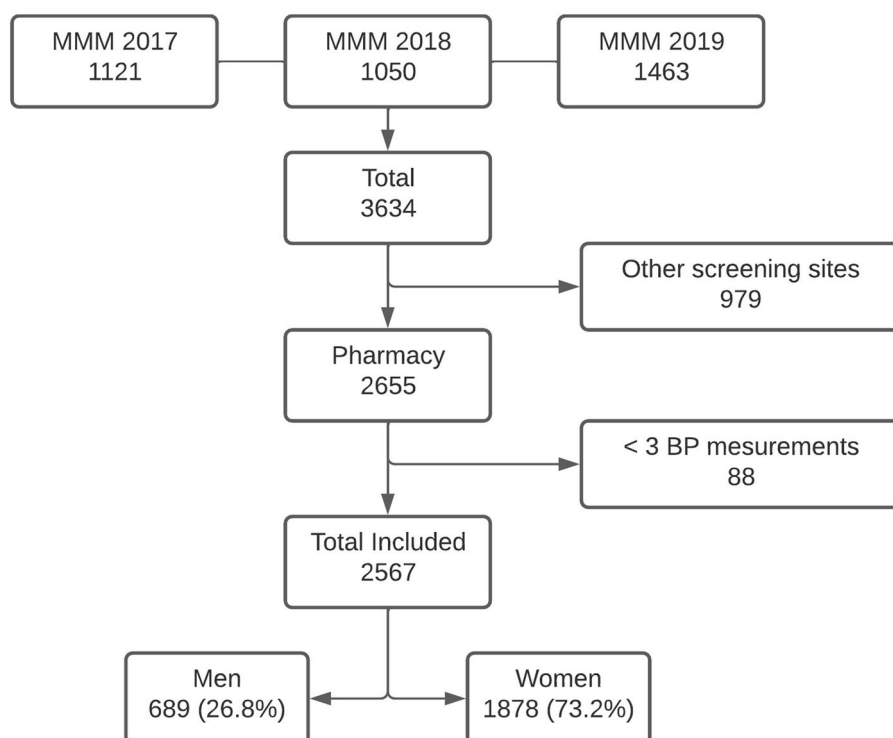 MMM 2017
1121
MMM 2018
1050
MMM 2019
1463
Total
3634
Other screening sites
979
Pharmacy
2655
< 3 BP mesurements
88
Total Included
2567
Men
689 (26.8%)
Women
1878 (73.2%)